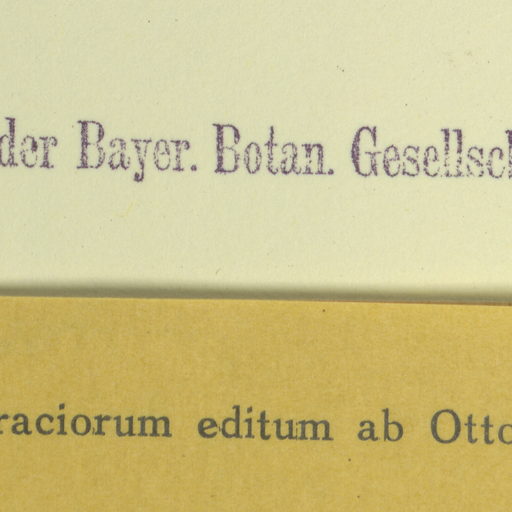 der Bayer. Botan. Gesellsch
raciorum editum ab Otto